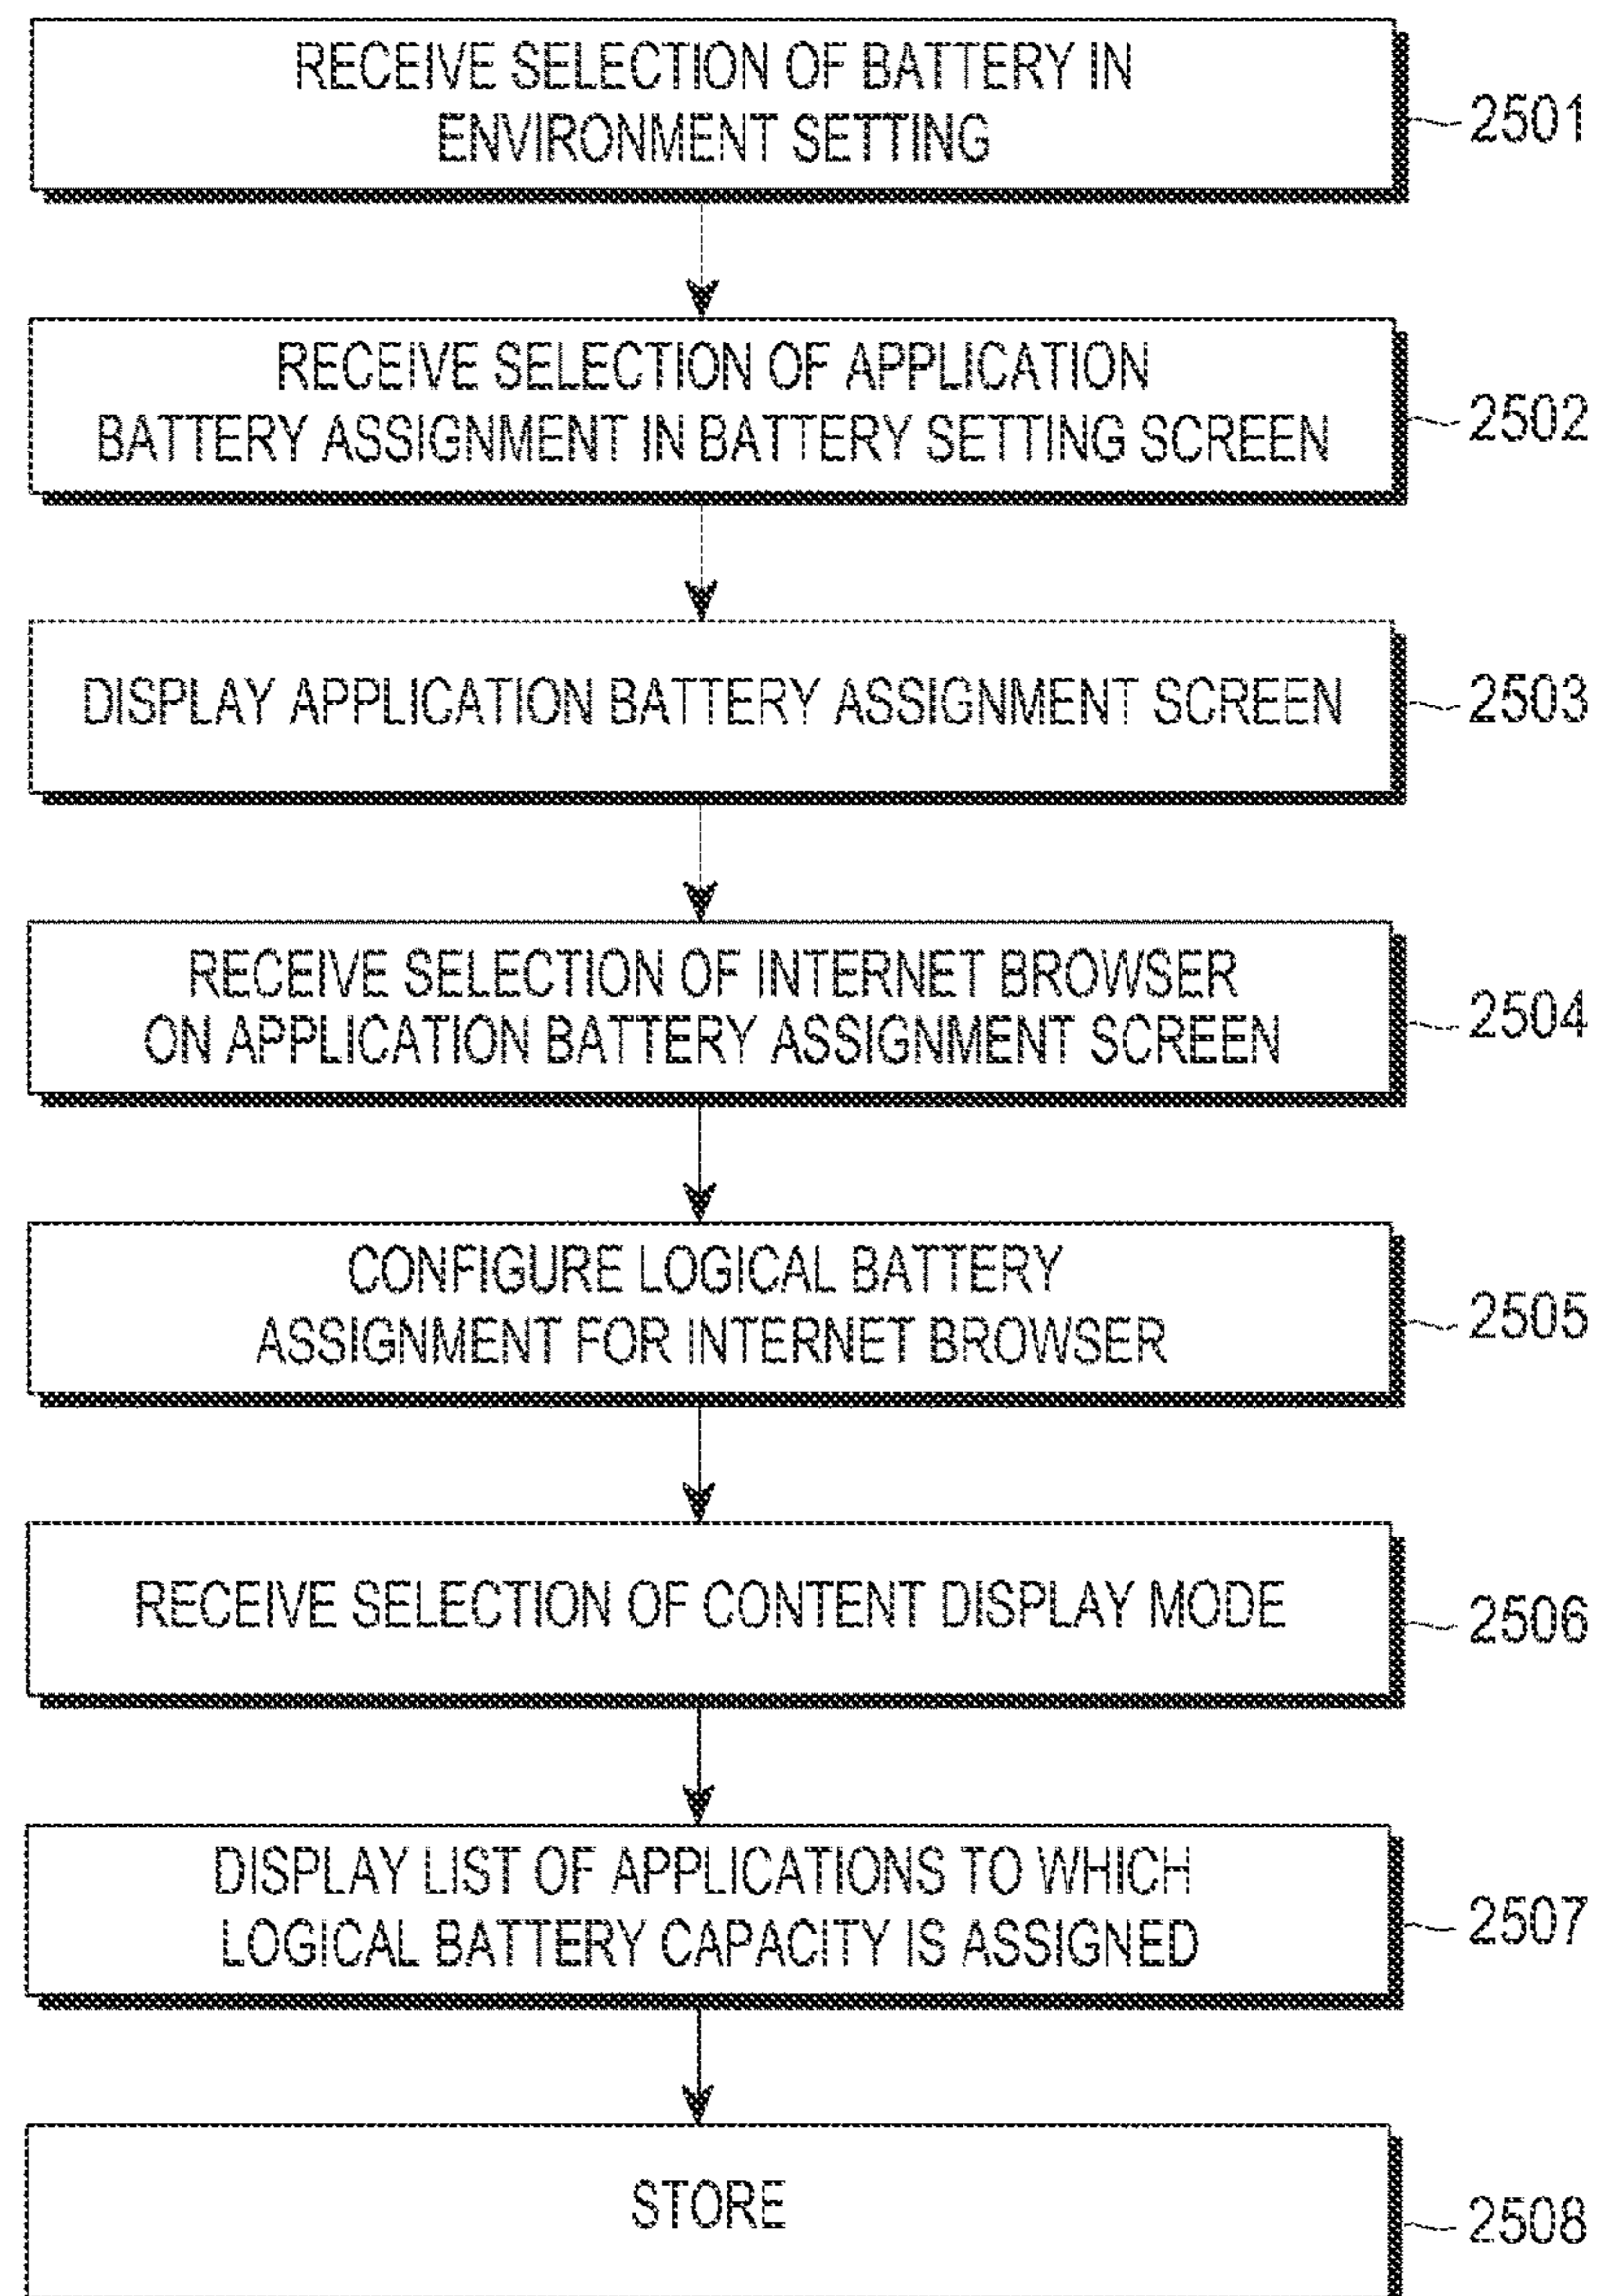 RECEIVE SELECTION OF BATTERY IN
ENVIRONMENT SETTING
2501
RECEIVE SELECTION OF APPLICATION
BATTERY ASSIGNMENT IN BATTERY SETTING SCREEN
2502
DISPLAY APPLICATION BATTERY ASSIGNMENT SCREEN
2503
RECEIVE SELECTION OF INTERNET BROWSER
ON APPLICATION BATTERY ASSIGNMENT SCREEN
2504
CONFIGURE LOGICAL BATTERY
ASSIGNMENT FOR INTERNET BROWSER
2505
RECEIVE SELECTION OF CONTENT DISPLAY MODE
2506
DISPLAY LIST OF APPLICATIONS TO WHICH
LOGICAL BATTERY CAPACITY IS ASSIGNED
2507
STORE
2508